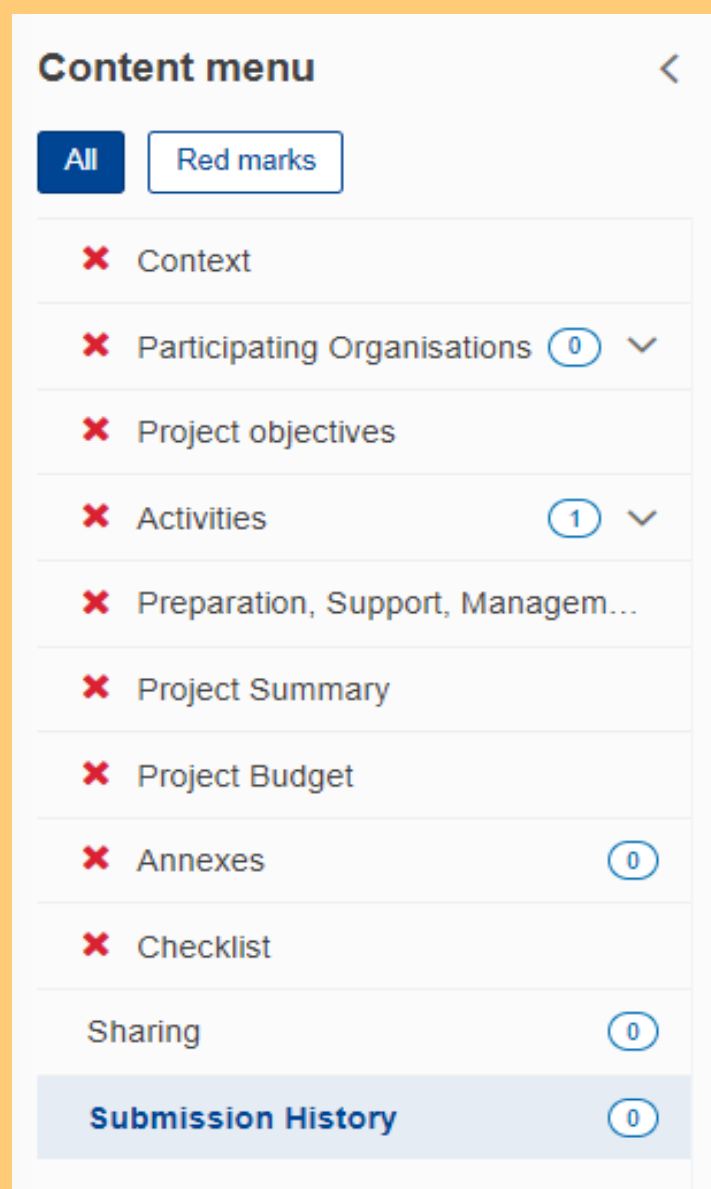 Content menu
All Red marks
Context
Participating Organisations 0
Project objectives
Activities 1
Preparation, Support, Managem...
Project Summary
Project Budget
Annexes 0
Checklist
Sharing 0
Submission History 0